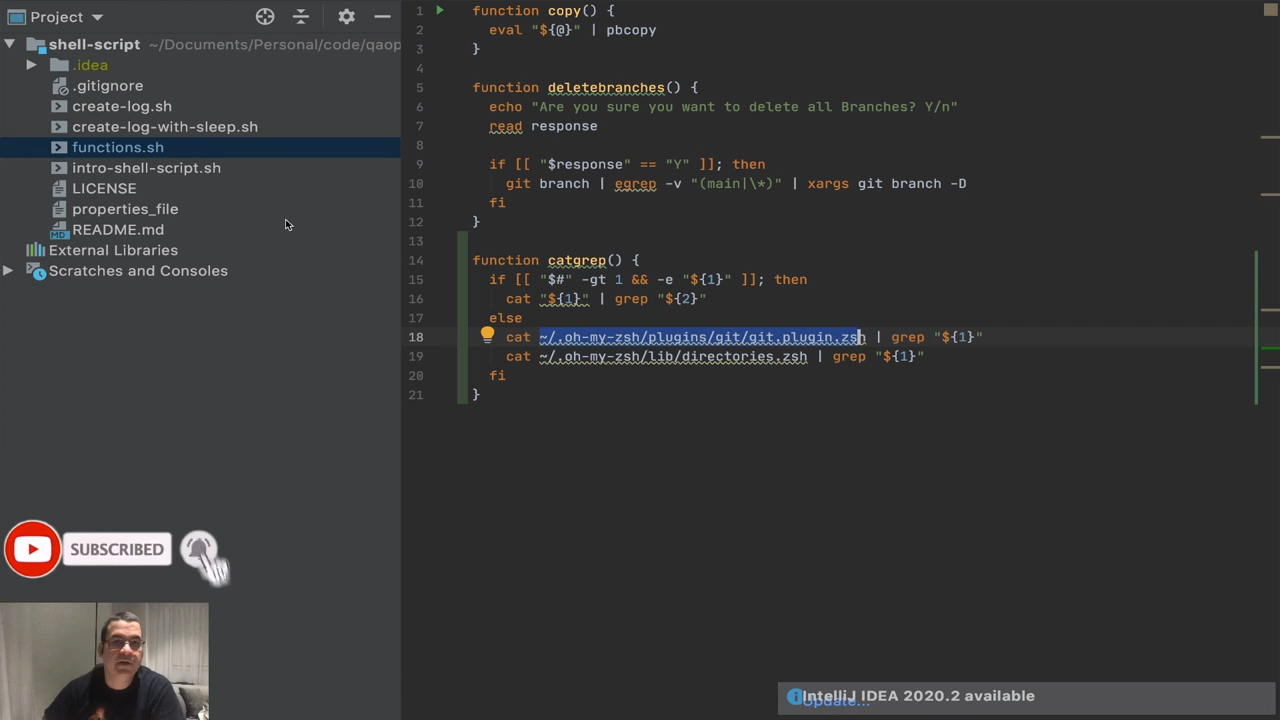 Project
shell-script ~/Documents/Personal/code/qaop
.idea
.gitignore
create-log.sh
create-log-with-sleep.sh
functions.sh
intro-shell-script.sh
LICENSE
properties_file
MD README.md
External Libraries
Scratches and Consoles
SUBSCRIBED
1 function copy() {
2 eval "${@}" | pbcopy
3 }
4
5 function deletebranches() {
6 echo "Are you sure you want to delete all Branches? Y/n"
7 read response
8
9 if [[ "$response" == "Y" ]]; then
10 git branch | egrep -v "(main|\*)" | xargs git branch -D
11 fi
12 }
13
14 function catgrep() {
15 if [[ "$#" -gt 1 && -e "${1}" ]]; then
16 cat "${1}" | grep "${2}"
17 else
18 cat ~/.oh-my-zsh/plugins/git/git.plugin.zsh | grep "${1}"
19 cat ~/.oh-my-zsh/lib/directories.zsh | grep "${1}"
20 fi
21 }
IntelliJ IDEA 2020.2 available
Update...